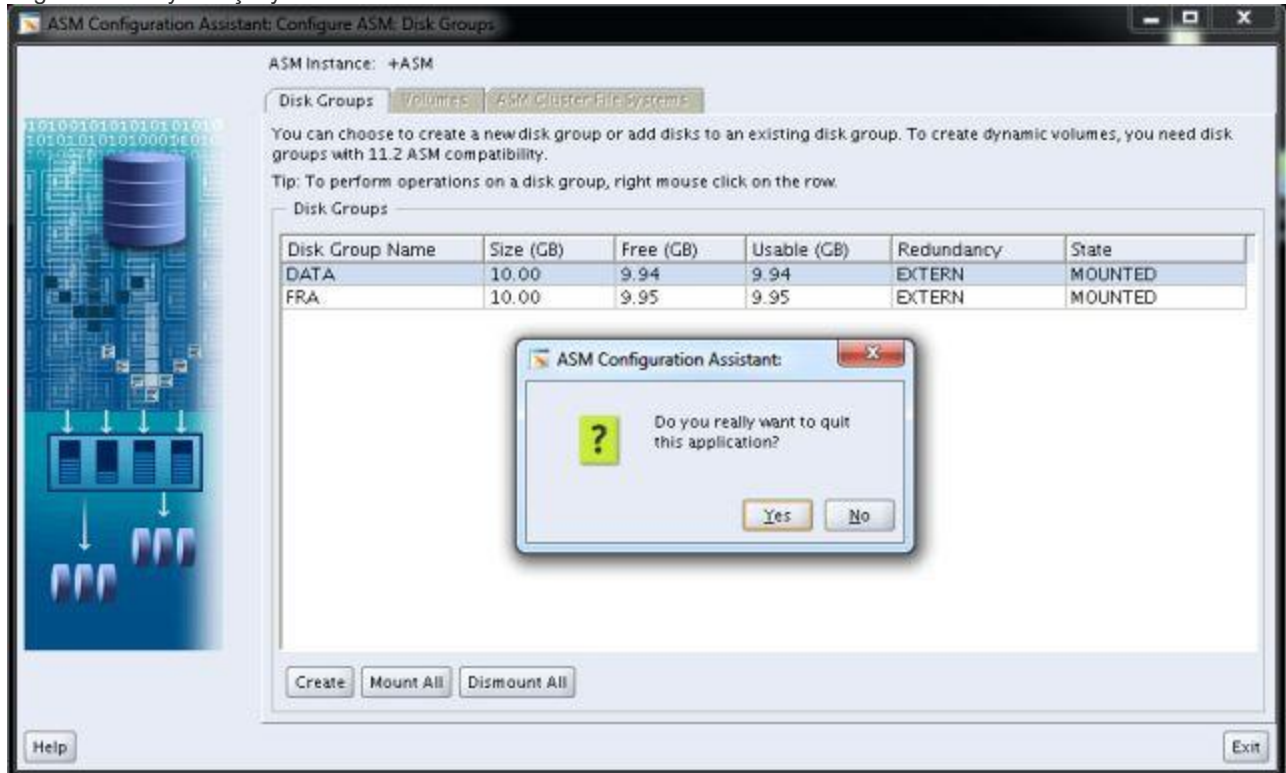 ASM Configuration Assistant: Configure ASM: Disk Groups
ASM Instance: +ASM
Disk Groups Volumes ASM Cluster File Systems
You can choose to create a new disk group or add disks to an existing disk group. To create dynamic volumes, you need disk
groups with 11.2 ASM compatibility.
Tip: To perform operations on a disk group, right mouse click on the row.
Disk Groups
Disk Group Name Size (GB) Free (GB) Usable (GB) Redundancy State
DATA 10.00 9.94 9.94 EXTERN MOUNTED
FRA 10.00 9.95 9.95 EXTERN MOUNTED
ASM Configuration Assistant:
Do you really want to quit
this application?
Yes No
Create Mount All Dismount All
Help Exit